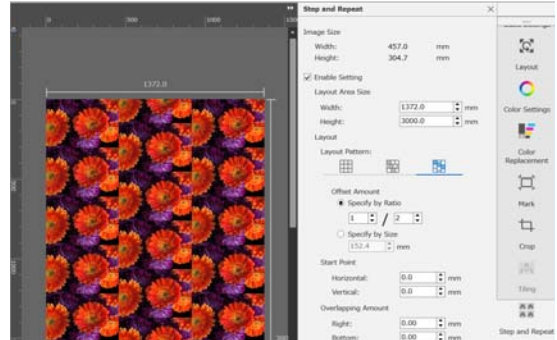 Step and Repeat
Image Size
Width: 457.0 mm
Height: 304.7 mm
Enable Setting
Layout Area Size
Width: 1372.0 mm
Height: 3000.0 mm
Layout
Layout Pattern:
Offset Amount
Specify by Ratio
1 / 2
Specify by Size
152.4 mm
Start Point
Horizontal: 0.0 mm
Vertical: 0.0 mm
Overlapping Amount
Right: 0.00 mm
Bottom: 0.00 mm
Layout
Color Settings
Color
Replacement
Mark
Crop
Tiling
Step and Repeat
0 500 1000
1372.0